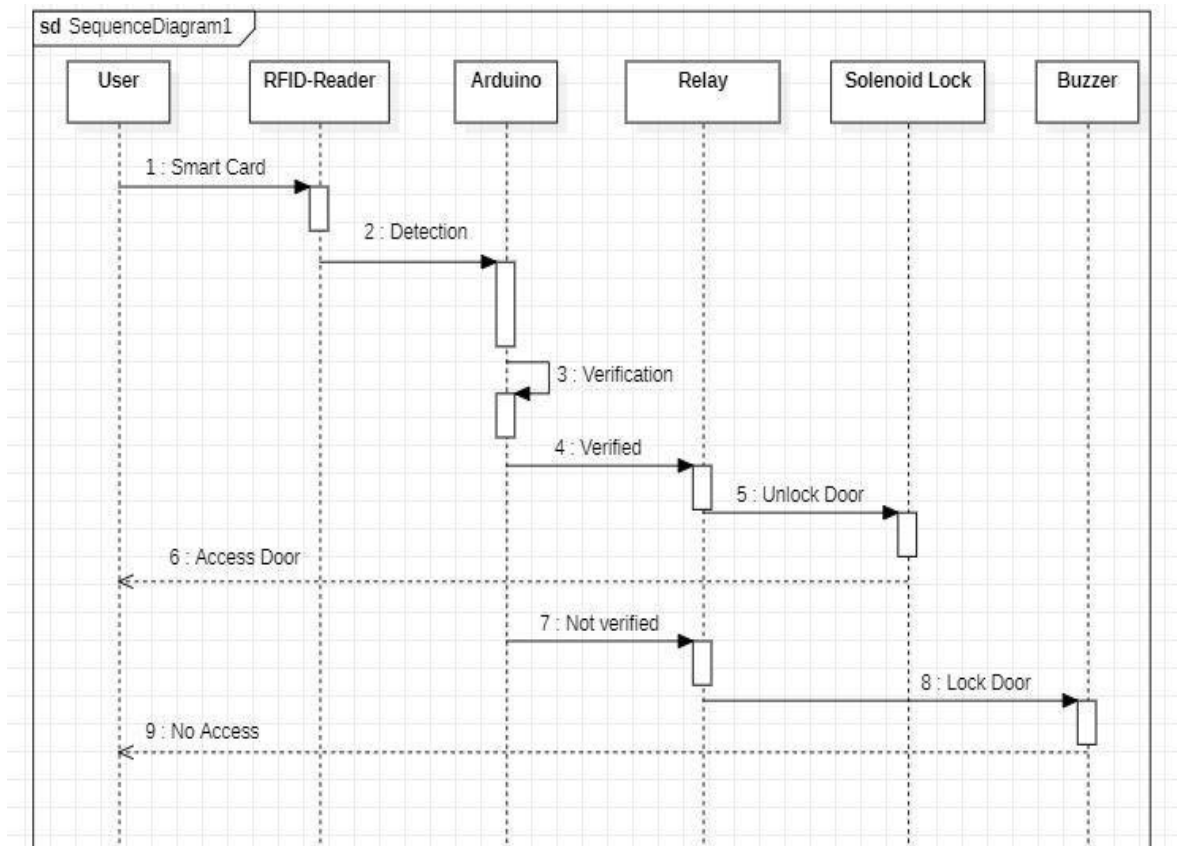 sd SequenceDiagram1
User
RFID-Reader
Arduino
Relay
Solenoid Lock
Buzzer
1 : Smart Card
2 : Detection
3 : Verification
4 : Verified
5 : Unlock Door
6 : Access Door
7 : Not verified
8 : Lock Door
9 : No Access